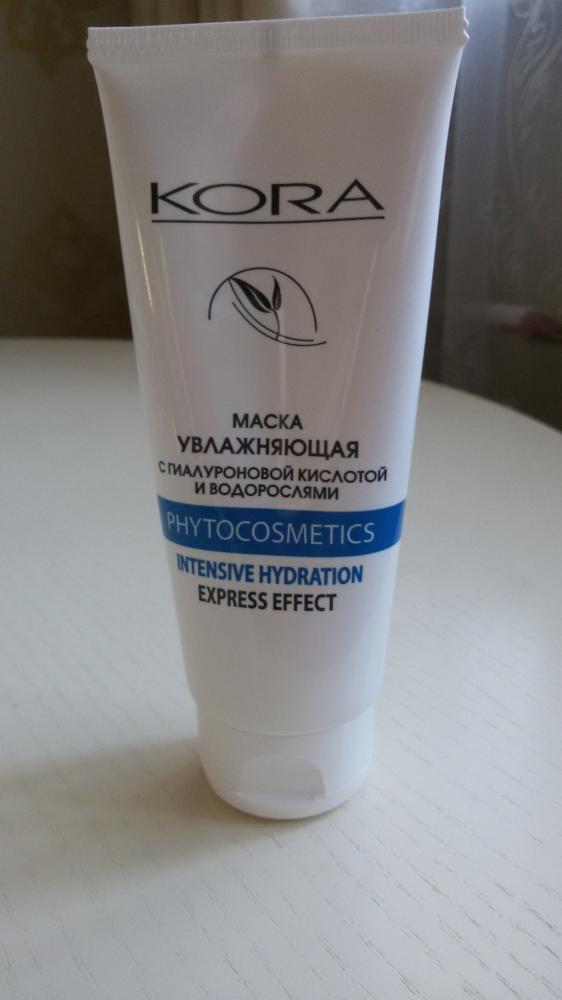 KORA
МАСКА
УВЛАЖНЯЮЩАЯ
С ГИАЛУРОНОВОЙ КИСЛОТОЙ
И ВОДОРОСЛЯМИ
PHYTOCOSMETICS
INTENSIVE HYDRATION
EXPRESS EFFECT